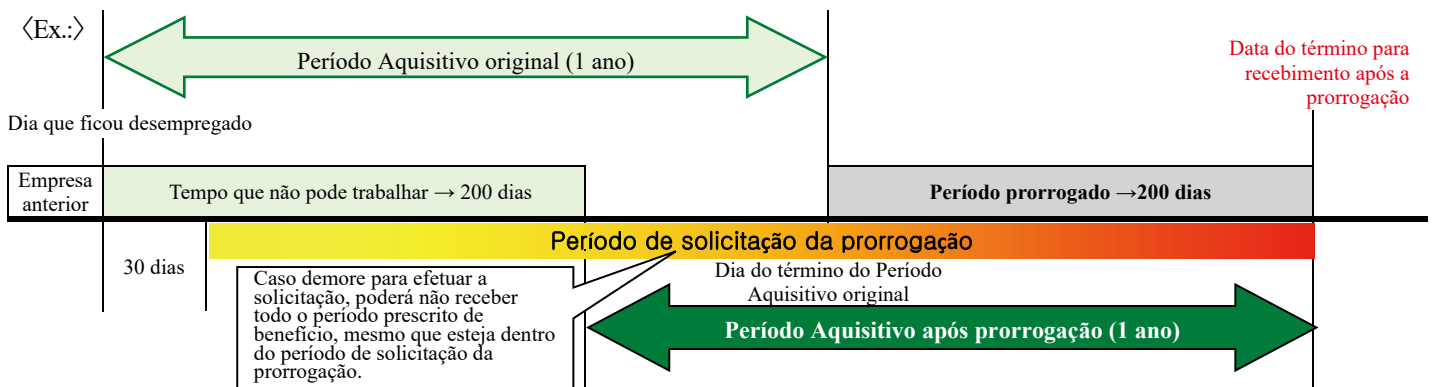 〈Ex.:〉
Período Aquisitivo original (1 ano)
Data do término para
recebimento após a
prorrogação
Dia que ficou desempregado
Empresa
anterior
Tempo que não pode trabalhar → 200 dias
Período prorrogado →200 dias
Período de solicitação da prorrogação
30 dias
Caso demore para efetuar a
solicitação, poderá não receber
todo o período prescrito de
benefício, mesmo que esteja dentro
do período de solicitação da
prorrogação.
Dia do término do Período
Aquisitivo original
Período Aquisitivo após prorrogação (1 ano)